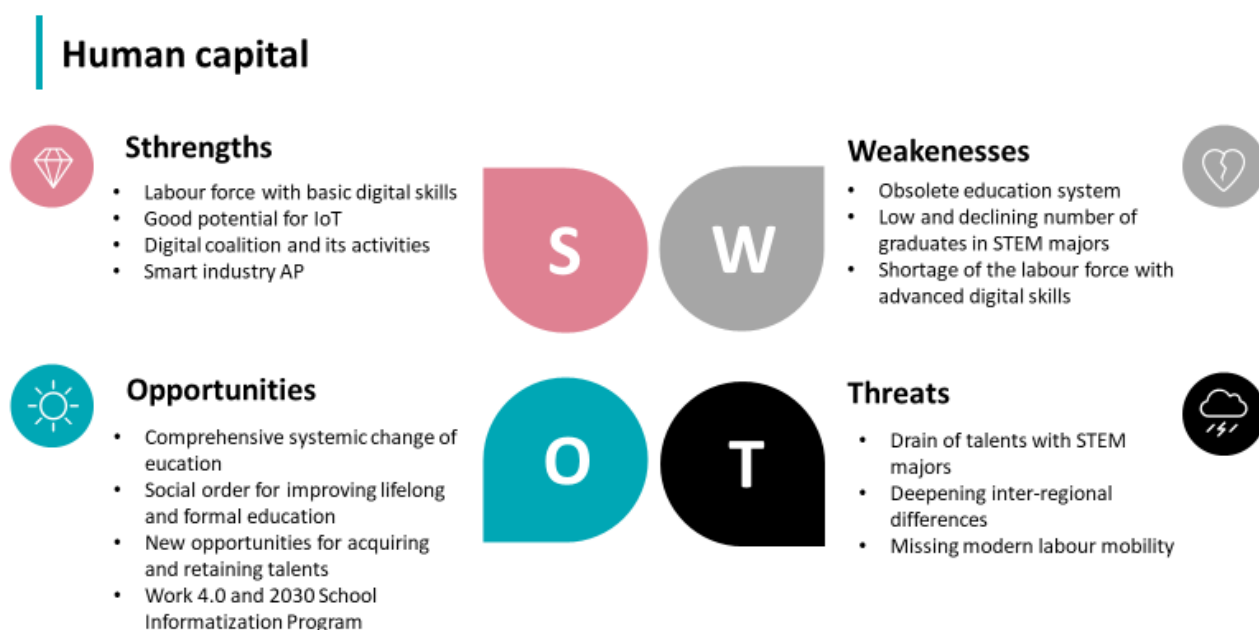 Human capital
Sthrengths
• Labour force with basic digital skills
• Good potential for IoT
• Digital coalition and its activities
• Smart industry AP
Weakenesses
• Obsolete education system
• Low and declining number of
graduates in STEM majors
• Shortage of the labour force with
advanced digital skills
S
W
O
T
Opportunities
• Comprehensive systemic change of
eucation
• Social order for improving lifelong
and formal education
• New opportunities for acquiring
and retaining talents
• Work 4.0 and 2030 School
Informatization Program
Threats
• Drain of talents with STEM
majors
• Deepening inter-regional
differences
• Missing modern labour mobility